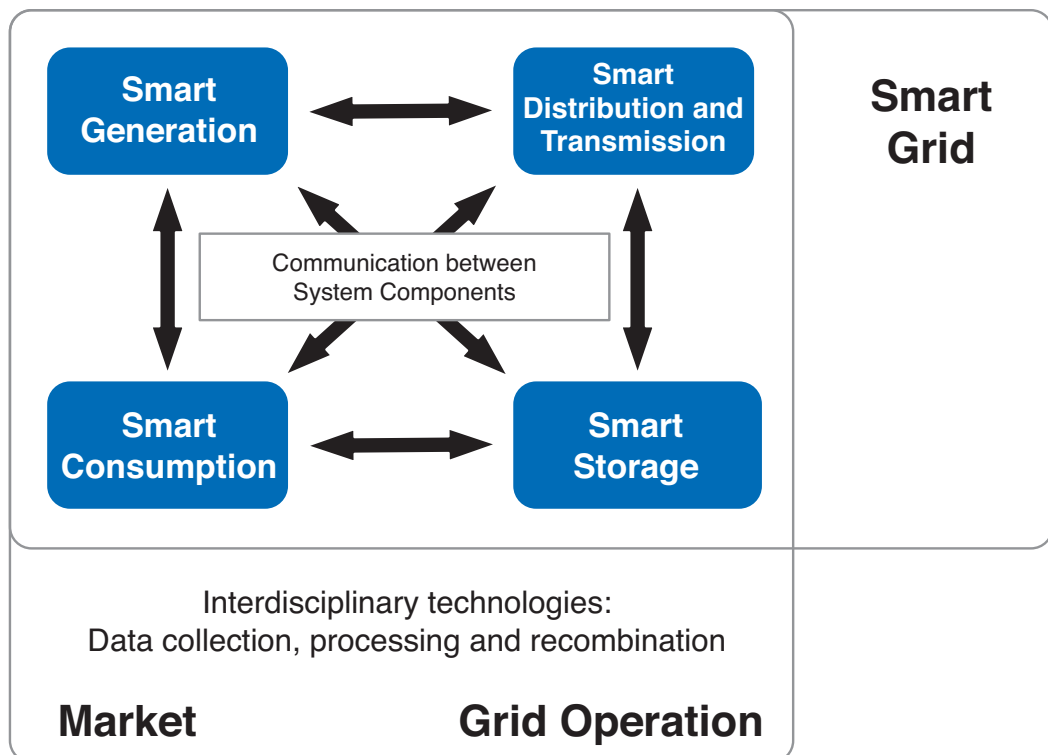 Smart
Generation
Smart
Distribution and
Transmission
Smart
Grid
Communication between
System Components
Smart
Consumption
Smart
Storage
Interdisciplinary technologies:
Data collection, processing and recombination
Market
Grid Operation